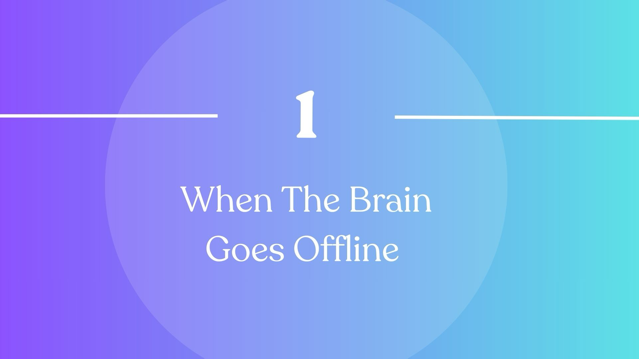 1
When The Brain
Goes Offline